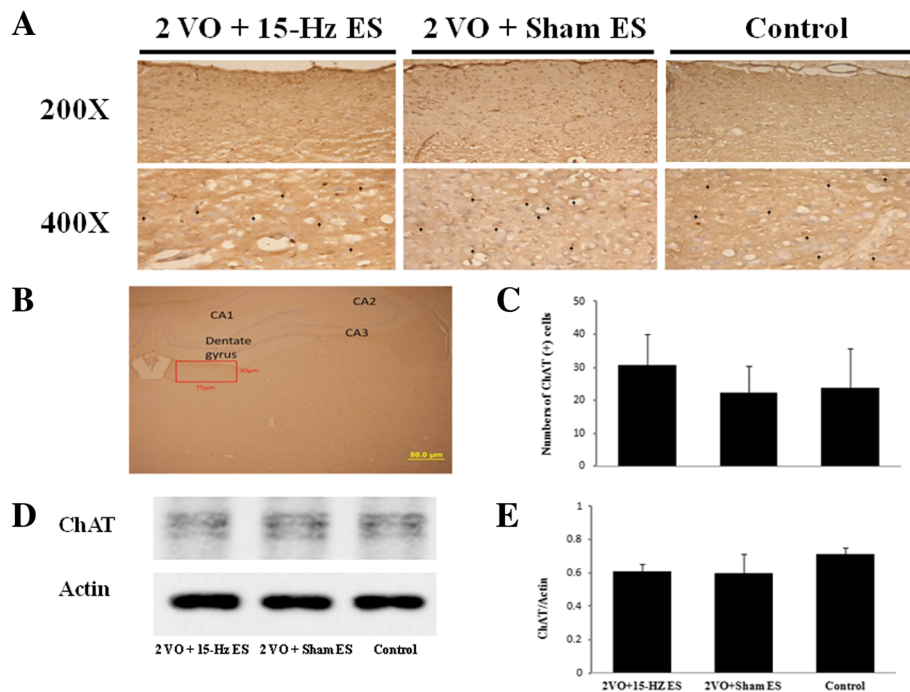 A
2 VO + 15-Hz ES
2 VO + Sham ES
Control
200X
400X
B
CA1
CA2
CA3
Dentate
gyrus
30μm
75μm
50.0 μm
C
Numbers of ChAT (+) cells
50
40
30
20
10
0
D
ChAT
Actin
2 VO + 15-Hz ES
2 VO + Sham ES
Control
E
ChAT/Actin
1
0.8
0.6
0.4
0.2
0
2VO+15-HZ ES
2VO+Sham ES
Control